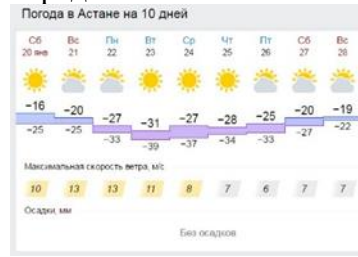 Погода в Астане на 10 дней
Сб Вс Пн Вт Ср Чт Пт Сб Вс
20 янв 21 22 23 24 25 26 27 28
−16 −20 −27 −31 −27 −28 −25 −20 −19
−25 −25 −33 −39 −37 −34 −33 −27 −22
Максимальная скорость ветра, м/с
10 13 13 11 8 7 6 7 7
Осадки, мм
Без осадков